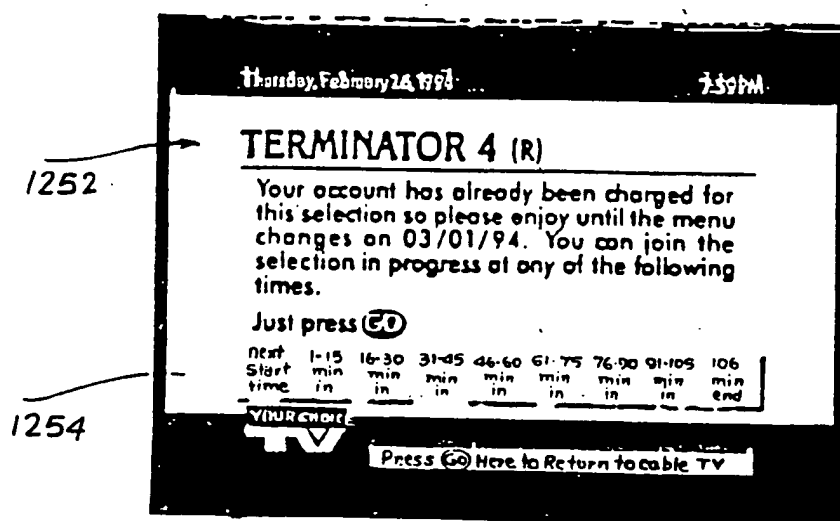 Thursday, February 26, 1994 7:59PM
TERMINATOR 4 (R)
1252
Your account has already been charged for
this selection so please enjoy until the menu
changes on 03/01/94. You can join the
selection in progress at any of the following
times.
Just press GO
next 1-15 16-30 31-45 46-60 61-75 76-90 91-105 106
start min min min min min min min min
time in in in in in in in end
1254
YOUR CHOICE
TV
Press GO Here to Return to cable TV